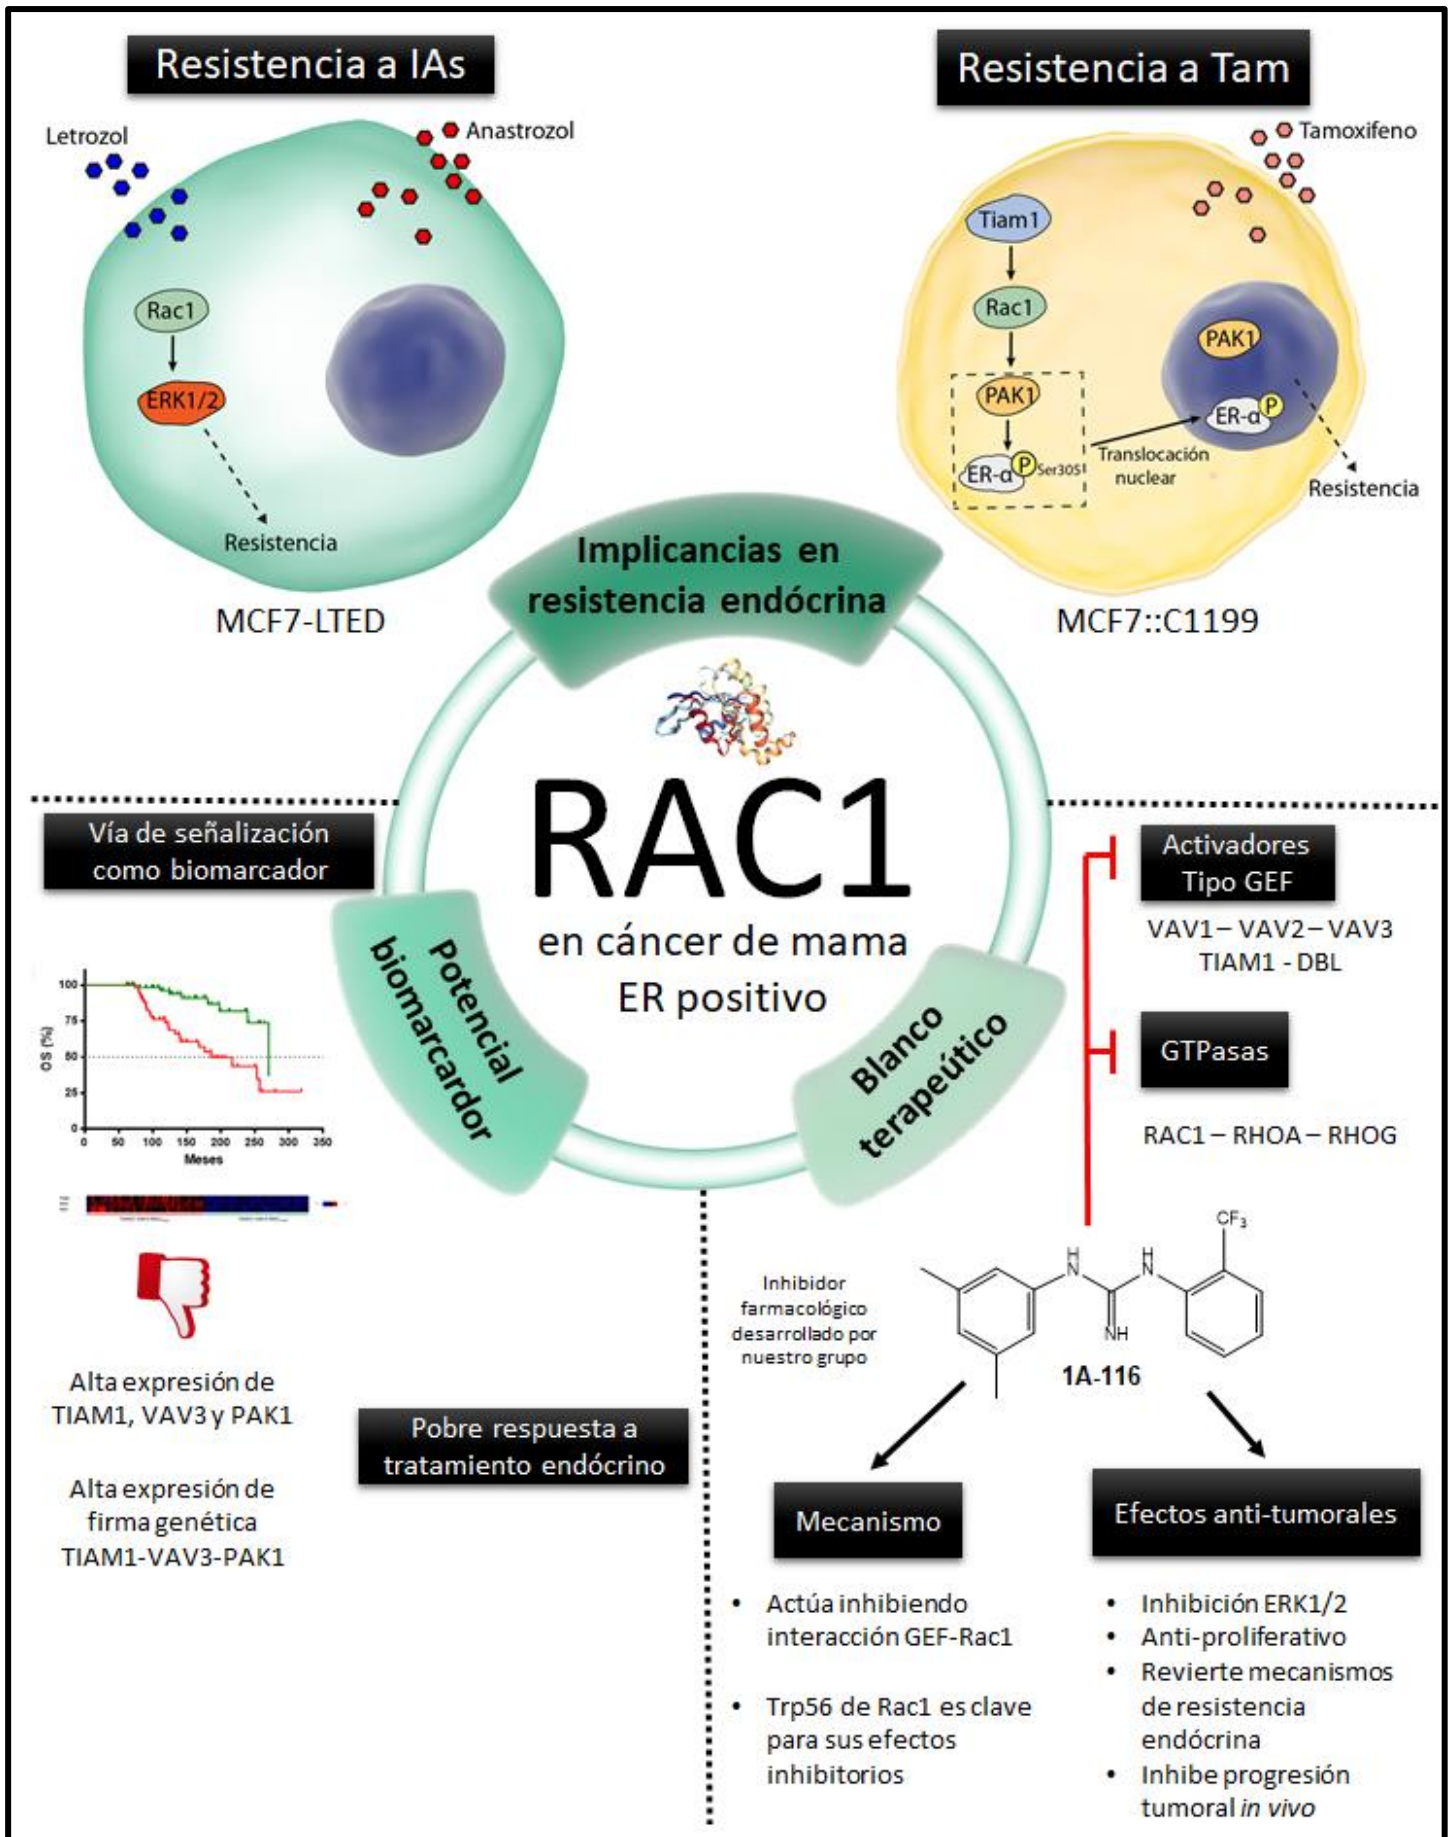 Resistencia a IAs
Letrozol
Anastrozol
Rac1
ERK1/2
Resistencia
MCF7-LTED
Resistencia a Tam
Tamoxifeno
Tiam1
Rac1
PAK1
ER-α
P
Ser305
Translocación
nuclear
PAK1
ER-α
P
Resistencia
MCF7::C1199
Implicancias en
resistencia endócrina
RAC1
en cáncer de mama
ER positivo
Potencial
biomarcardor
Blanco
terapeútico
Vía de señalización
como biomarcador
OS (%)
100
75
50
25
0
0 50 100 150 200 250 300 350
Meses
Alta expresión de
TIAM1, VAV3 y PAK1
Alta expresión de
firma genética
TIAM1-VAV3-PAK1
Pobre respuesta a
tratamiento endócrino
Activadores
Tipo GEF
VAV1 – VAV2 – VAV3
TIAM1 - DBL
GTPasas
RAC1 – RHOA – RHOG
Inhibidor
farmacológico
desarrollado por
nuestro grupo
H
N
H
N
NH
CF3
1A-116
Mecanismo
• Actúa inhibiendo
interacción GEF-Rac1
• Trp56 de Rac1 es clave
para sus efectos
inhibitorios
Efectos anti-tumorales
• Inhibición ERK1/2
• Anti-proliferativo
• Revierte mecanismos
de resistencia
endócrina
• Inhibe progresión
tumoral in vivo